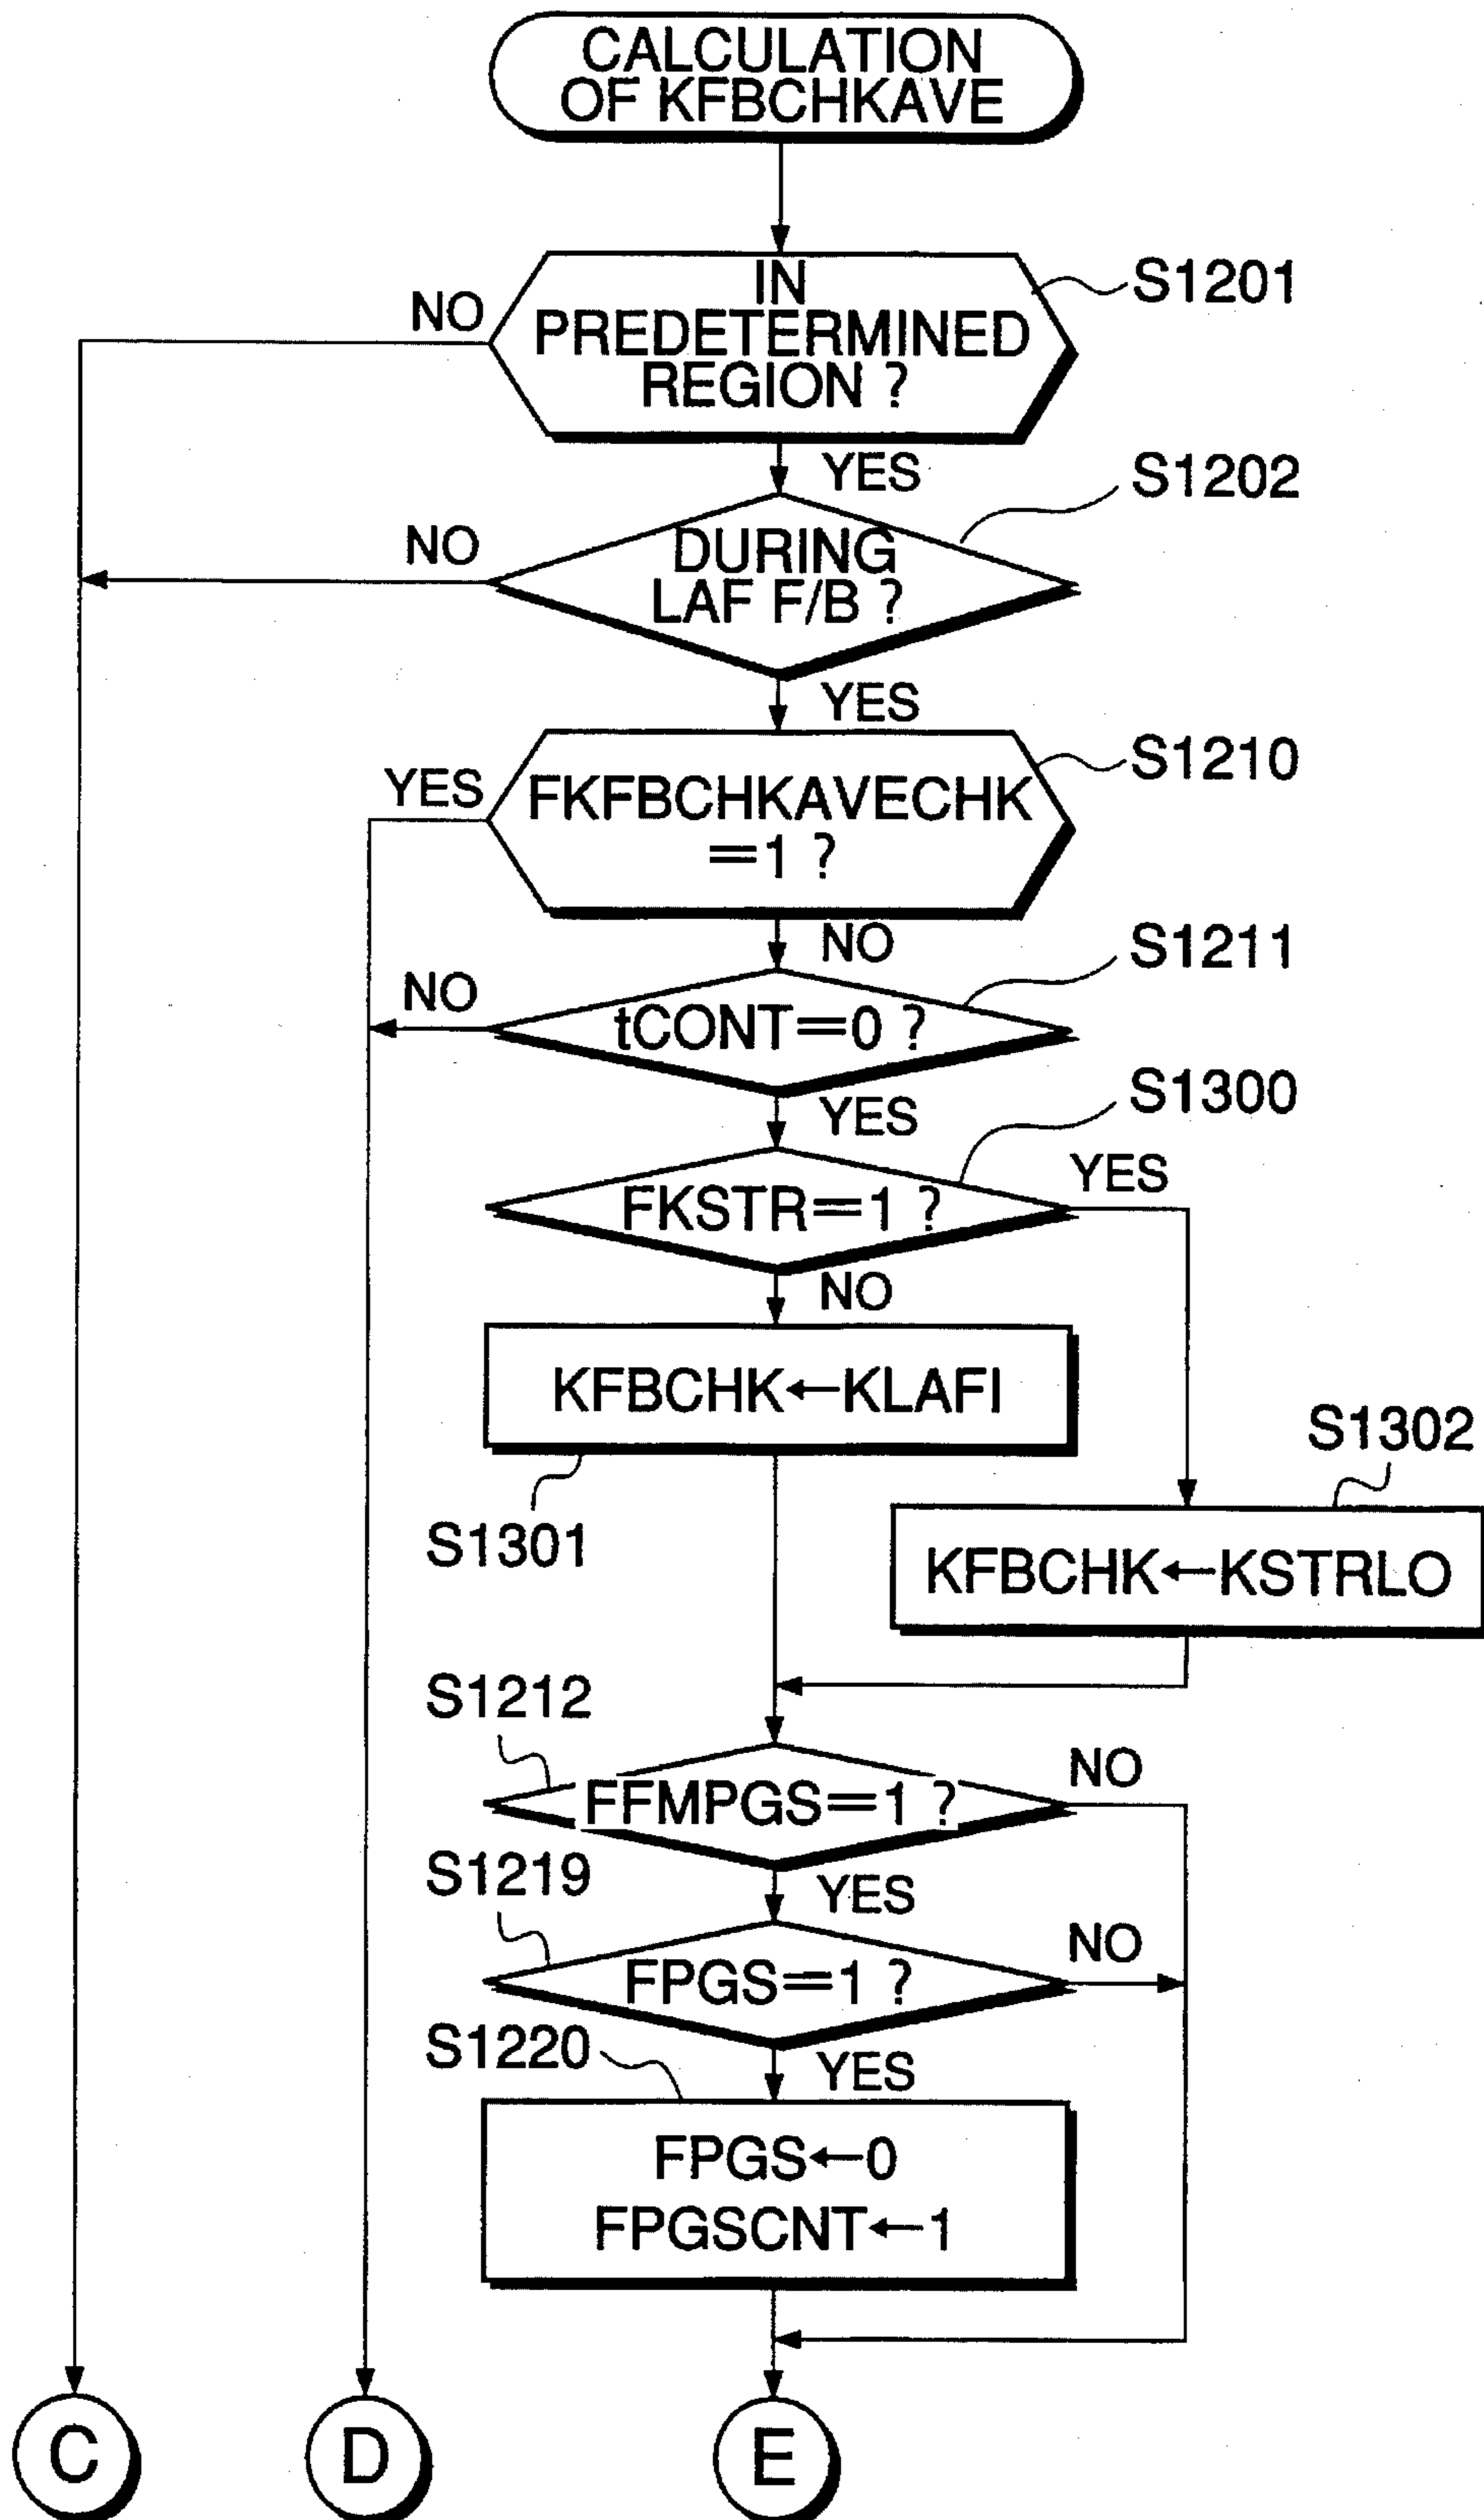 CALCULATION
OF KFBCHKAVE
IN
PREDETERMINED
REGION ?
S1201
NO
YES
DURING
LAF F/B ?
S1202
NO
YES
FKFBCHKAVECHK
=1 ?
S1210
YES
NO
tCONT=0 ?
S1211
NO
YES
FKSTR=1 ?
S1300
YES
NO
KFBCHK←KLAFI
S1301
S1302
KFBCHK←KSTRLO
S1212
FFMPGS=1 ?
NO
YES
S1219
FPGS=1 ?
NO
YES
S1220
FPGS←0
FPGSCNT←1
C
D
E